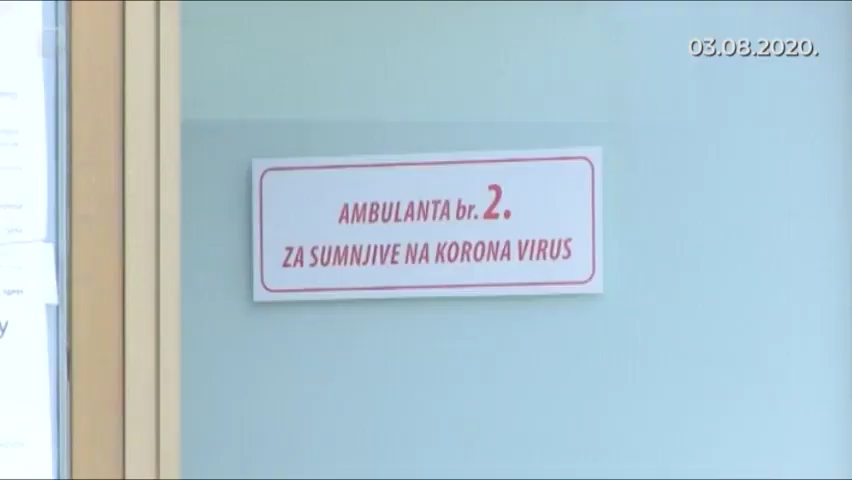 03.08.2020.
AMBULANTA br. 2.
ZA SUMNJIVE NA KORONA VIRUS